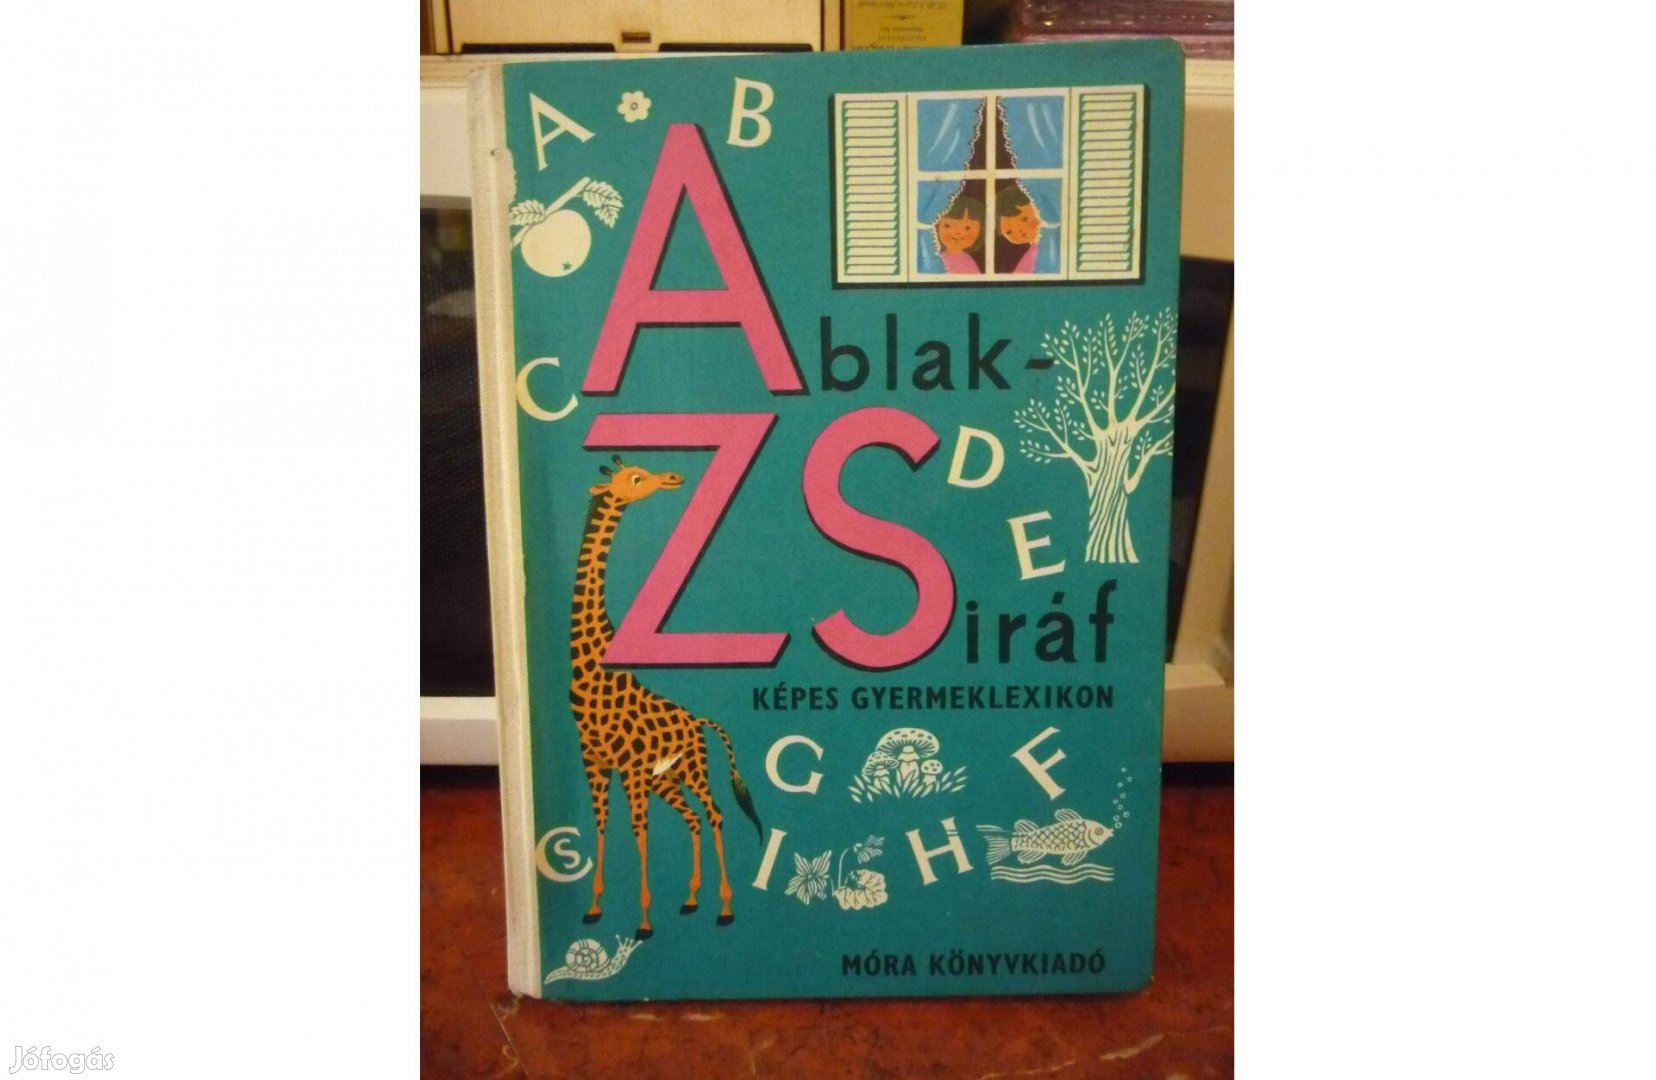 A B
Ablak-
C
D
E
ZSiráf
KÉPES GYERMEKLEXIKON
G F
CS I H
MÓRA KÖNYVKIADÓ
Jófogás